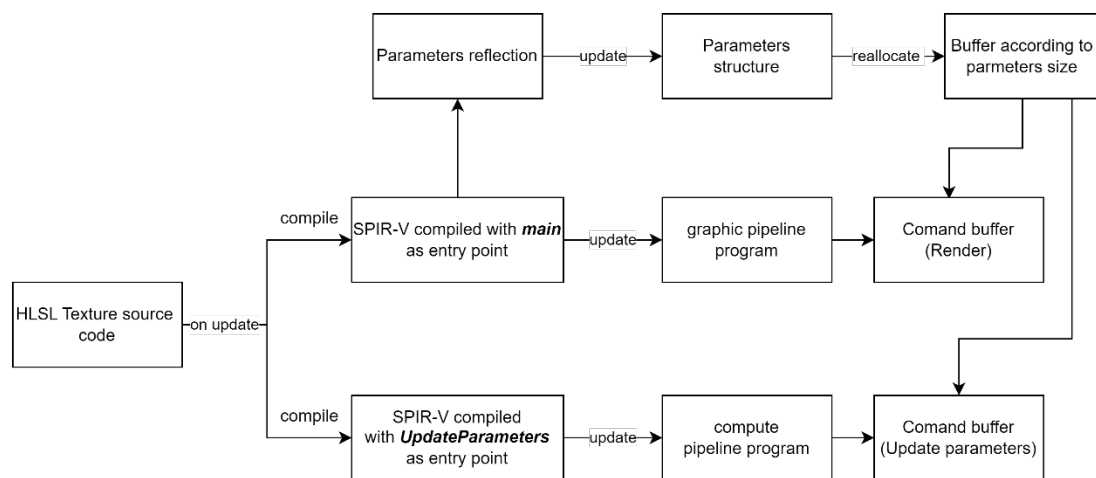 Parameters reflection
update
Parameters
structure
reallocate
Buffer according to
parmeters size
compile
SPIR-V compiled with main
as entry point
update
graphic pipeline
program
Comand buffer
(Render)
HLSL Texture source
code
on update
compile
SPIR-V compiled
with UpdateParameters
as entry point
update
compute
pipeline program
Comand buffer
(Update parameters)